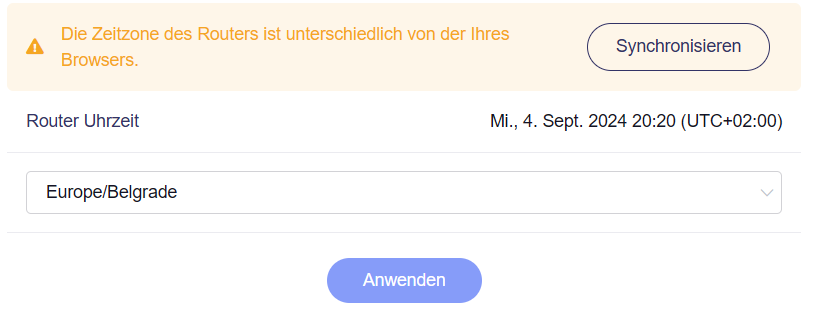 Die Zeitzone des Routers ist unterschiedlich von der Ihres
Browsers.
Synchronisieren
Router Uhrzeit
Mi., 4. Sept. 2024 20:20 (UTC+02:00)
Europe/Belgrade
Anwenden